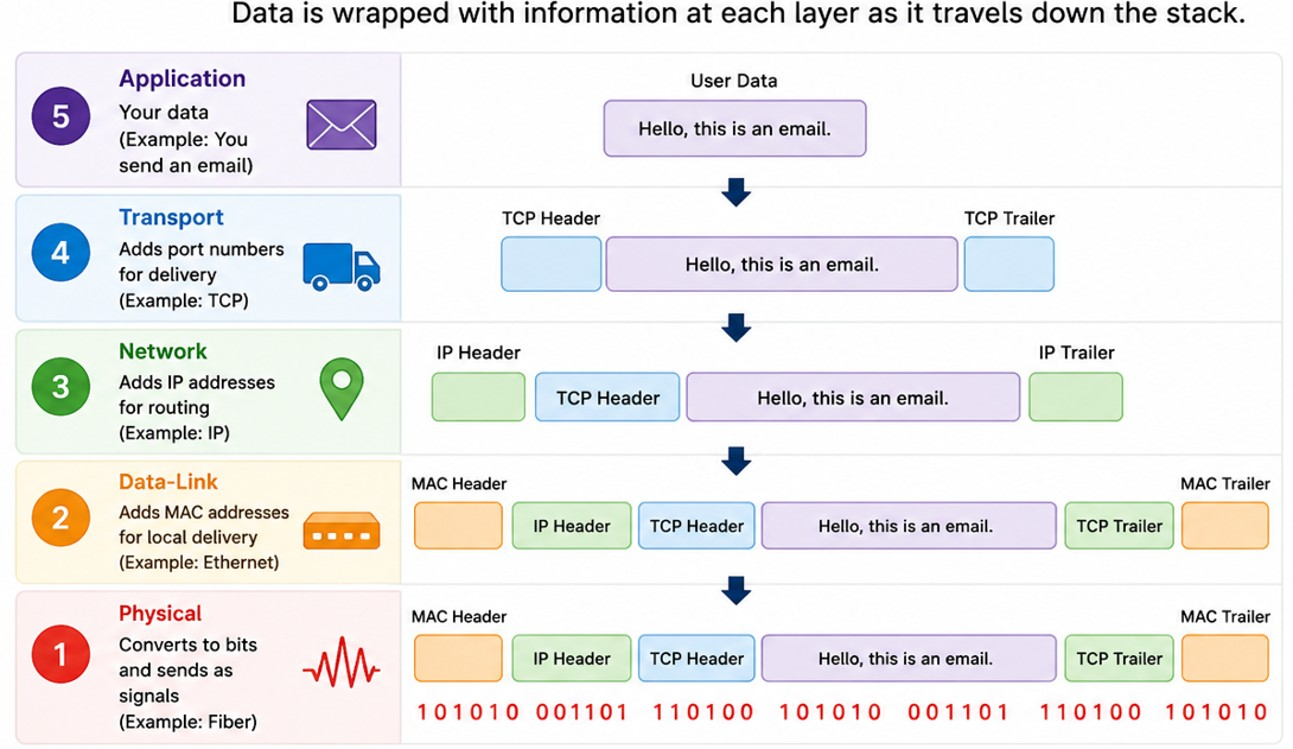 Data is wrapped with information at each layer as it travels down the stack.
5
Application
Your data
(Example: You
send an email)
User Data
Hello, this is an email.
4
Transport
Adds port numbers
for delivery
(Example: TCP)
TCP Header
TCP Trailer
Hello, this is an email.
3
Network
Adds IP addresses
for routing
(Example: IP)
IP Header
IP Trailer
TCP Header
Hello, this is an email.
2
Data-Link
Adds MAC addresses
for local delivery
(Example: Ethernet)
MAC Header
MAC Trailer
IP Header
TCP Header
Hello, this is an email.
TCP Trailer
1
Physical
Converts to bits
and sends as
signals
(Example: Fiber)
MAC Header
MAC Trailer
IP Header
TCP Header
Hello, this is an email.
TCP Trailer
101010 001101 110100 101010 001101 110100 101010